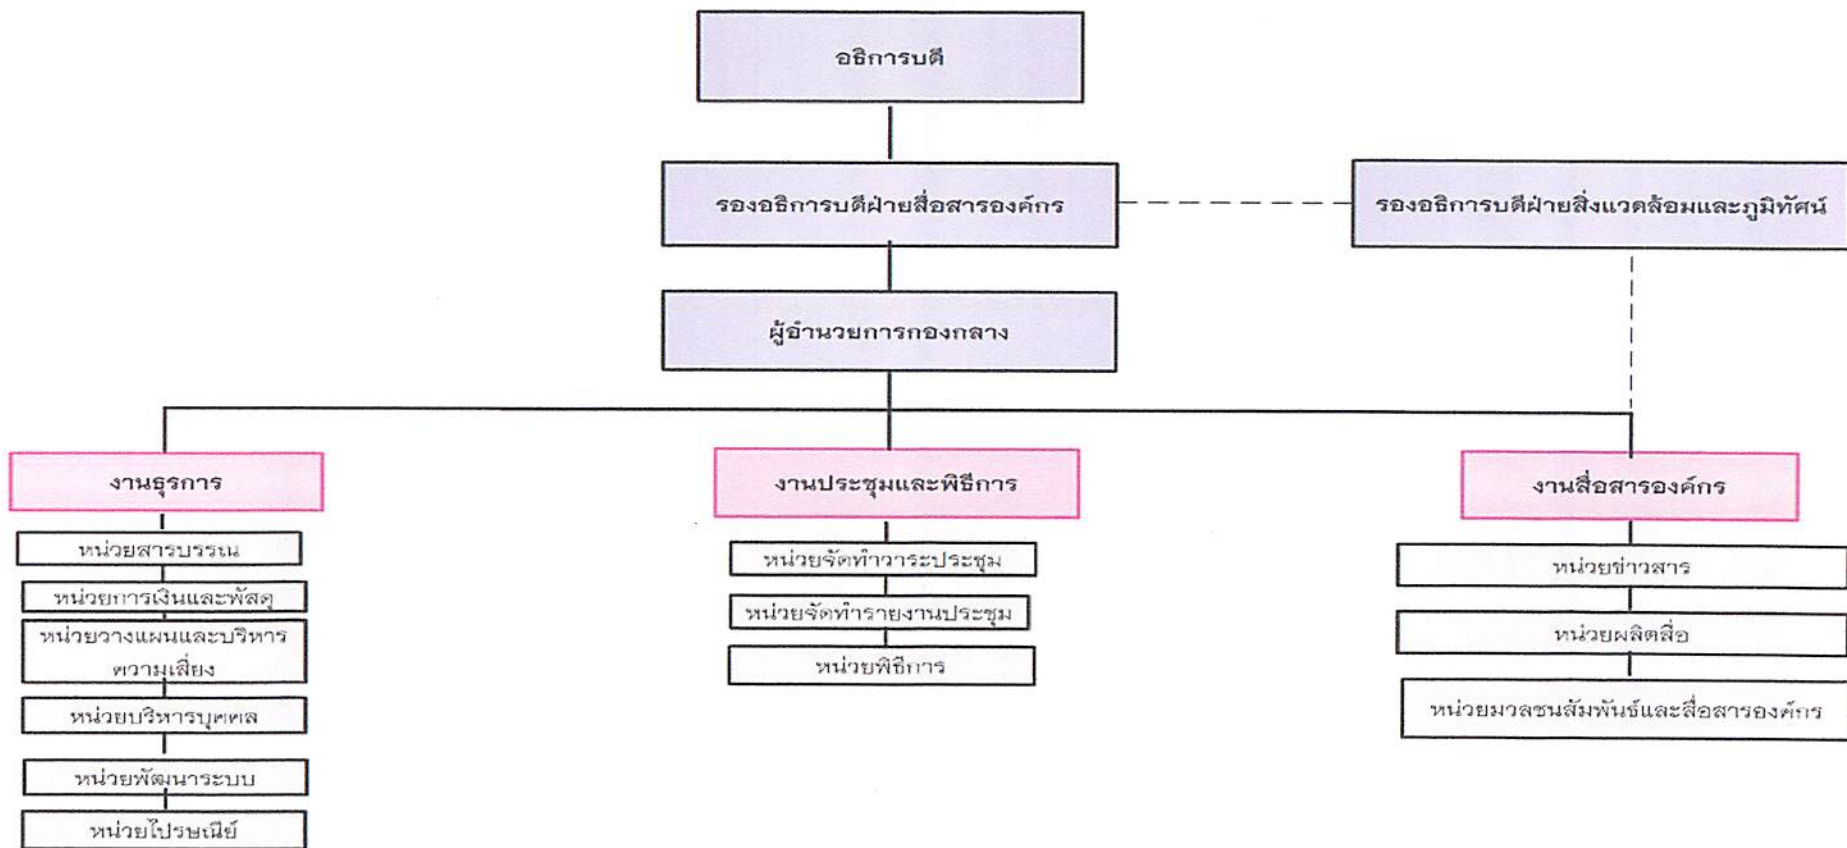 อธิการบดี
รองอธิการบดีฝ่ายสื่อสารองค์กร
รองอธิการบดีฝ่ายสิ่งแวดล้อมและภูมิทัศน์
ผู้อำนวยการกองกลาง
งานธุรการ
หน่วยสารบรรณ
หน่วยการเงินและพัสดุ
หน่วยวางแผนและบริหาร
ความเสี่ยง
หน่วยบริหารบุคคล
หน่วยพัฒนาระบบ
หน่วยไปรษณีย์
งานประชุมและพิธีการ
หน่วยจัดทำวาระประชุม
หน่วยจัดทำรายงานประชุม
หน่วยพิธีการ
งานสื่อสารองค์กร
หน่วยข่าวสาร
หน่วยผลิตสื่อ
หน่วยมวลชนสัมพันธ์และสื่อสารองค์กร